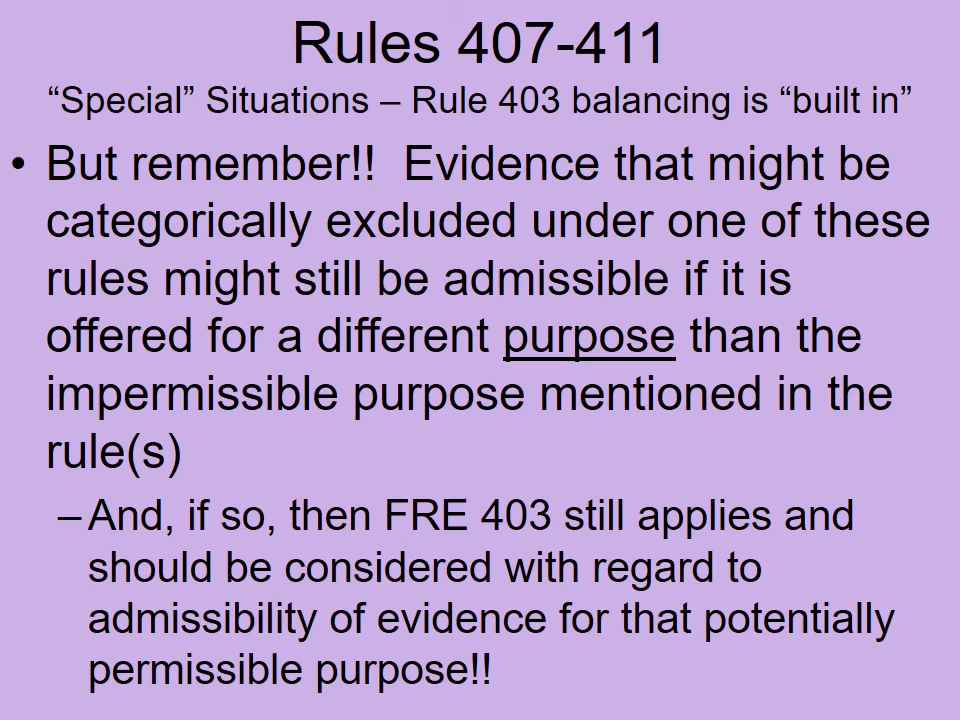 Rules 407-411
“Special” Situations – Rule 403 balancing is “built in”
• But remember!!  Evidence that might be
categorically excluded under one of these
rules might still be admissible if it is
offered for a different purpose than the
impermissible purpose mentioned in the
rule(s)
– And, if so, then FRE 403 still applies and
should be considered with regard to
admissibility of evidence for that potentially
permissible purpose!!